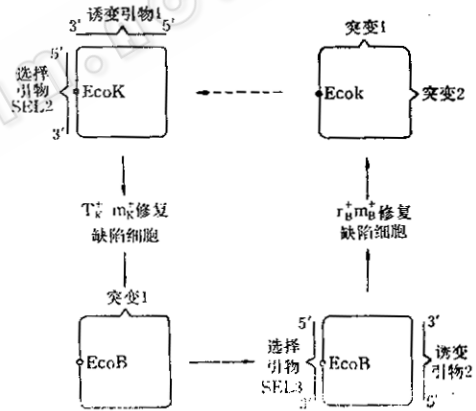 诱变引物1
3′ 5′
5′
选择
引物
SEL2
EcoK
3′
突变1
Ecok
突变2
T⁺K m⁺K修复
缺陷细胞
r⁺B m⁺B修复
缺陷细胞
突变1
EcoB
5′
选择
引物
SEL3
3′
EcoB
3′
诱变
引物2